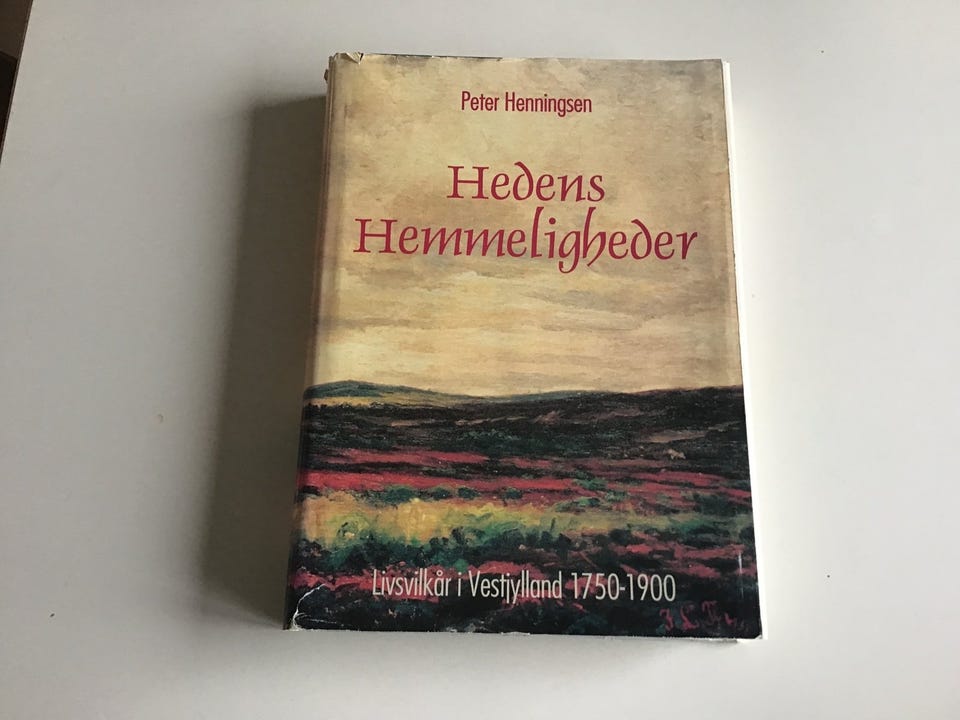 Peter Henningsen
Hedens
Hemmeligheder
Livsvilkår i Vestjylland 1750-1900